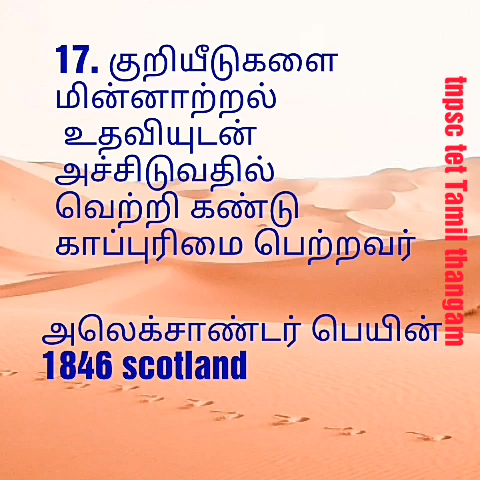 17. குறியீடுகளை
மின்னாற்றல்
உதவியுடன்
அச்சிடுவதில்
வெற்றி கண்டு
காப்புரிமை பெற்றவர்
அலெக்சாண்டர் பெயின்
1846 scotland
tnpsc tet Tamil thangam